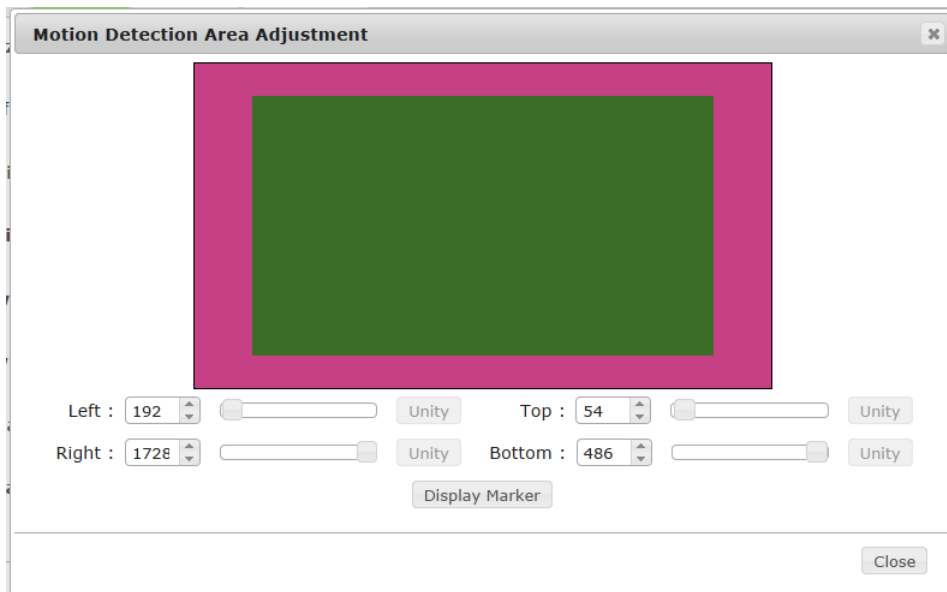 Motion Detection Area Adjustment
Left : 192 Unity Top : 54 Unity
Right : 1728 Unity Bottom : 486 Unity
Display Marker
Close